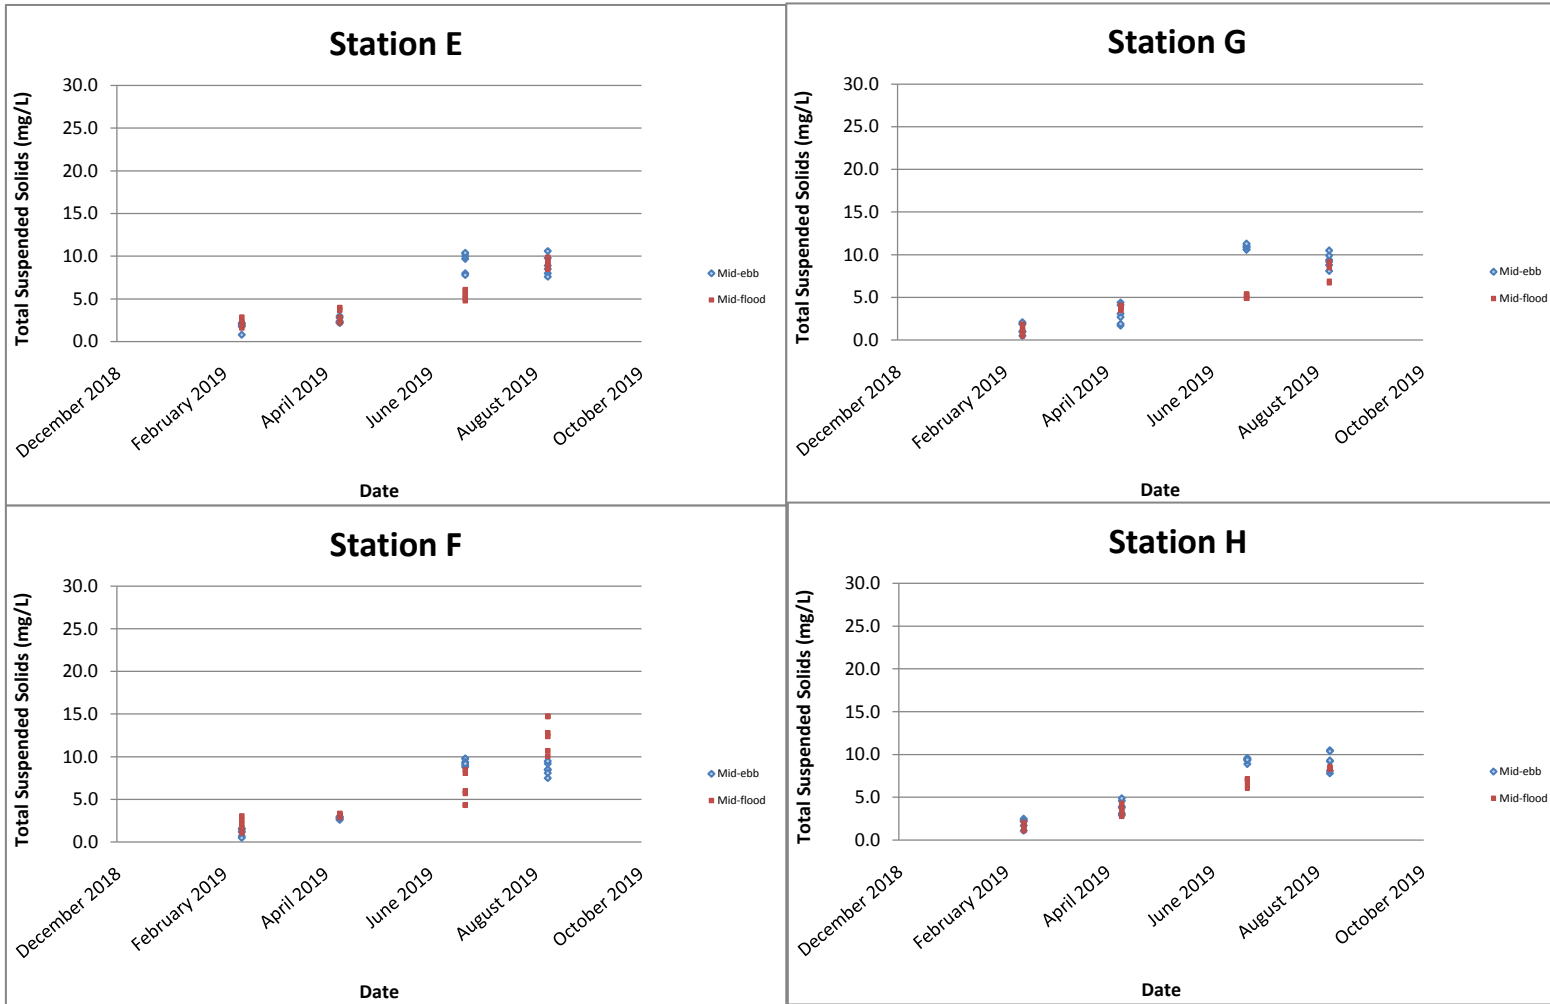 Station E
Total Suspended Solids (mg/L)
30.0
25.0
20.0
15.0
10.0
5.0
0.0
December 2018
February 2019
April 2019
June 2019
August 2019
October 2019
Date
Mid-ebb
Mid-flood
Station G
Total Suspended Solids (mg/L)
30.0
25.0
20.0
15.0
10.0
5.0
0.0
December 2018
February 2019
April 2019
June 2019
August 2019
October 2019
Date
Mid-ebb
Mid-flood
Station F
Total Suspended Solids (mg/L)
30.0
25.0
20.0
15.0
10.0
5.0
0.0
December 2018
February 2019
April 2019
June 2019
August 2019
October 2019
Date
Mid-ebb
Mid-flood
Station H
Total Suspended Solids (mg/L)
30.0
25.0
20.0
15.0
10.0
5.0
0.0
December 2018
February 2019
April 2019
June 2019
August 2019
October 2019
Date
Mid-ebb
Mid-flood